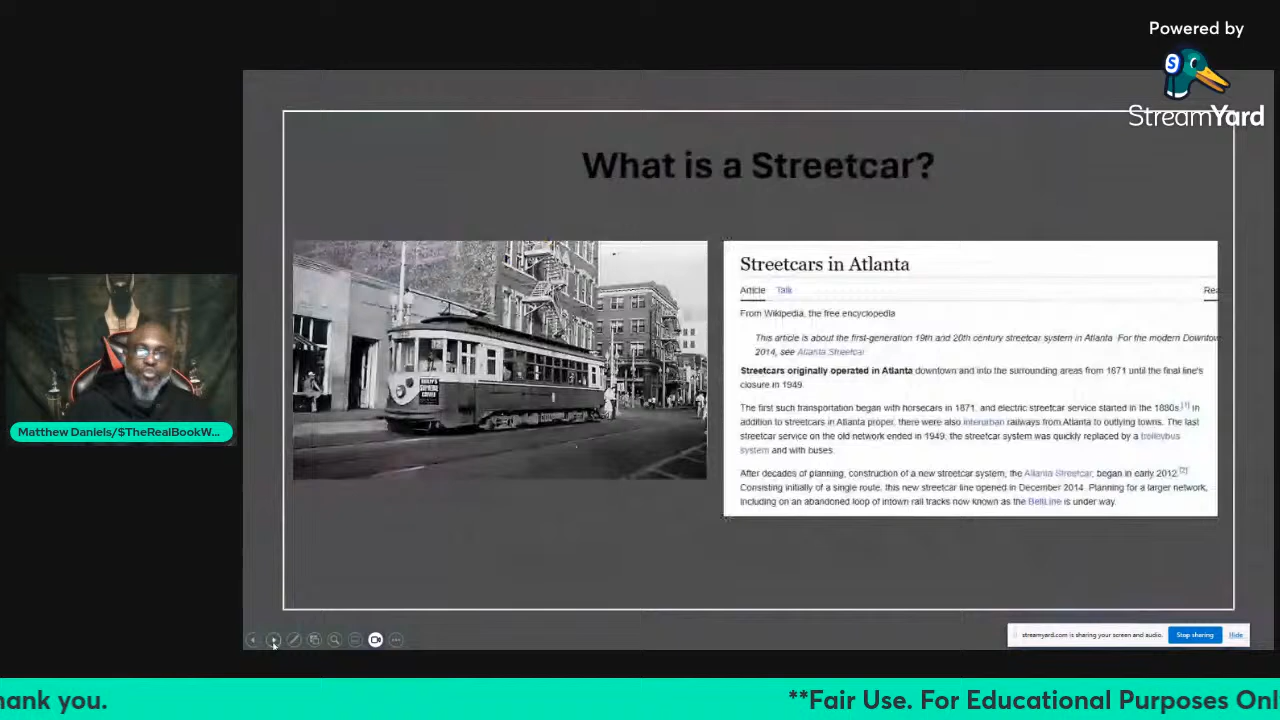 Powered by
StreamYard
What is a Streetcar?
Streetcars in Atlanta
Article Talk
From Wikipedia, the free encyclopedia
This article is about the first-generation 19th and 20th century streetcar system in Atlanta. For the modern Downtow
2014, see Atlanta Streetcar
Streetcars originally operated in Atlanta downtown and into the surrounding areas from 1871 until the final line's
closure in 1949.
The first such transportation began with horsecars in 1871, and electric streetcar service started in the 1880s.[1] In
addition to streetcars in Atlanta proper, there were also interurban railways from Atlanta to outlying towns. The last
streetcar service on the old network ended in 1949; the streetcar system was quickly replaced by a trolleybus
system and with buses.
After decades of planning, construction of a new streetcar system, the Atlanta Streetcar, began in early 2012.[2]
Consisting initially of a single route, this new streetcar line opened in December 2014. Planning for a larger network,
including on an abandoned loop of intown rail tracks now known as the BeltLine is under way.
Matthew Daniels/$TheRealBookW...
streamyard.com is sharing your screen and audio. Stop sharing Hide
hank you. **Fair Use. For Educational Purposes Onl